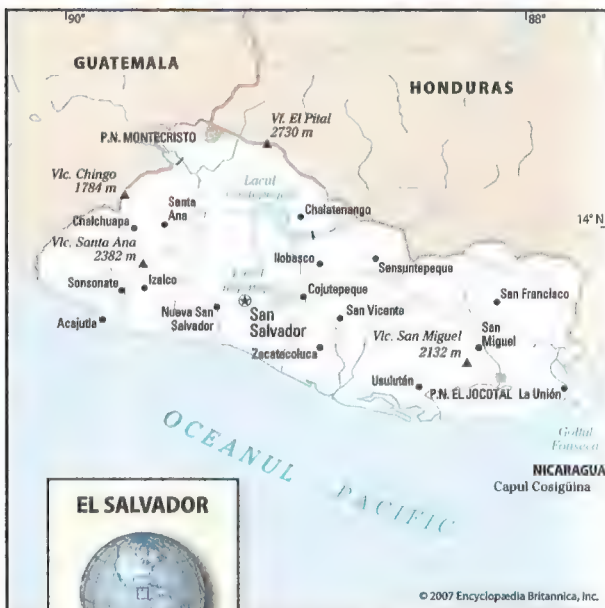 90°
88°
GUATEMALA
HONDURAS
Vf. El Pital
2730 m
P.N. MONTECRISTO
Vlc. Chingo
1784 m
Lacul
Santa
Ana
Chalatenango
Chalchuapa
14° N
Vlc. Santa Ana
2382 m
Ilobasco
Sensuntepeque
Sonsonate
Izalco
Cojutepeque
San Francisco
Acajutla
Nueva San
Salvador
San
Salvador
San Vicente
Vlc. San Miguel
2132 m
San
Miguel
Zacatecoluca
Usulután
P.N. EL JOCOTAL
La Unión
Golful
Fonseca
OCEANUL PACIFIC
NICARAGUA
Capul Cosigüina
EL SALVADOR
© 2007 Encyclopædia Britannica, Inc.